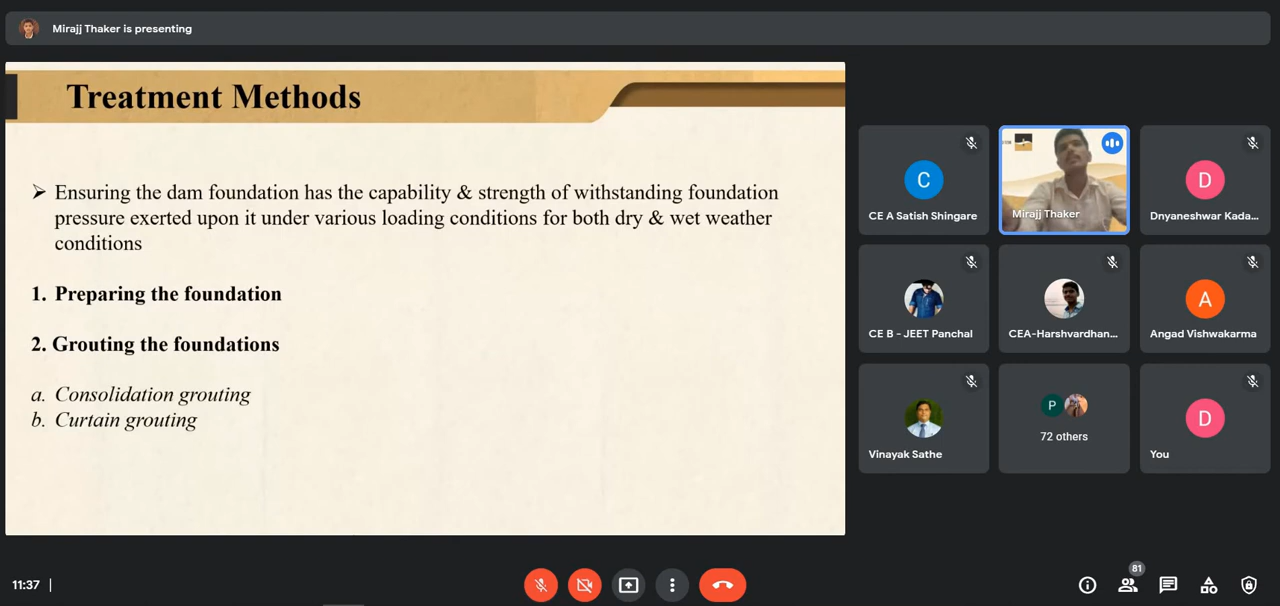 Mirajj Thaker is presenting
Treatment Methods
➢ Ensuring the dam foundation has the capability & strength of withstanding foundation
pressure exerted upon it under various loading conditions for both dry & wet weather
conditions
1. Preparing the foundation
2. Grouting the foundations
a. Consolidation grouting
b. Curtain grouting
C
CE A Satish Shingare
Mirajj Thaker
D
Dnyaneshwar Kada...
CE B - JEET Panchal
CEA-Harshvardhan...
A
Angad Vishwakarma
Vinayak Sathe
P
72 others
D
You
11:37
81